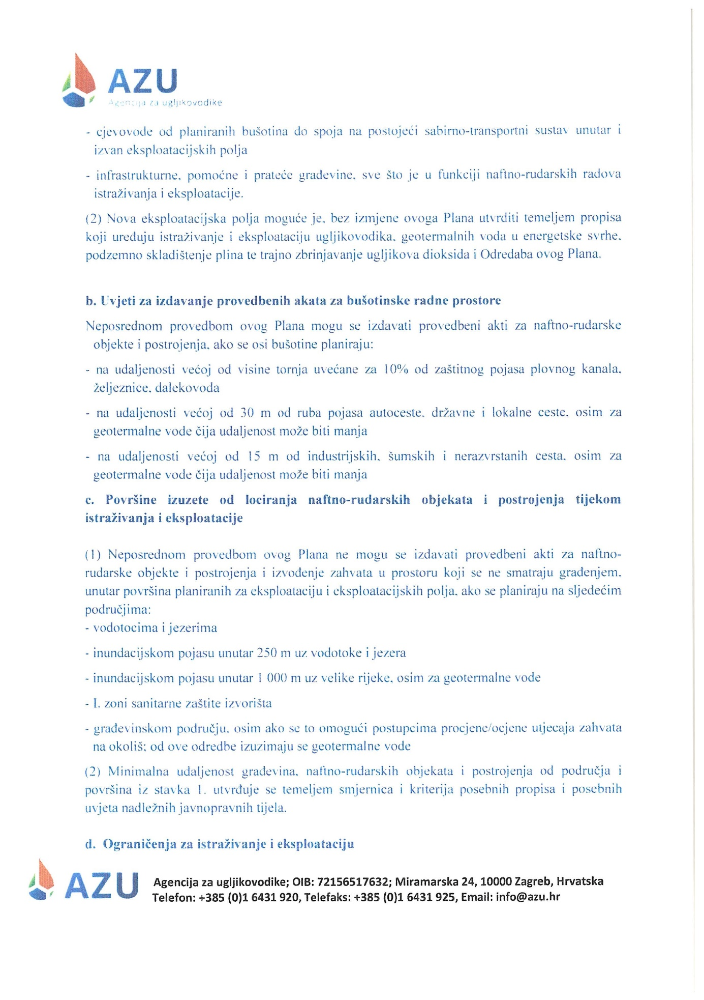 AZU
Agencija za ugljikovodike
- cjevovode od planiranih bušotina do spoja na postojeći sabirno-transportni sustav unutar i
izvan eksploatacijskih polja
- infrastrukturne, pomoćne i prateće građevine, sve što je u funkciji naftno-rudarskih radova
istraživanja i eksploatacije.
(2) Nova eksploatacijska polja moguće je, bez izmjene ovoga Plana utvrditi temeljem propisa
koji uređuju istraživanje i eksploataciju ugljikovodika, geotermalnih voda u energetske svrhe,
podzemno skladištenje plina te trajno zbrinjavanje ugljikova dioksida i Odredaba ovog Plana.
b. Uvjeti za izdavanje provedbenih akata za bušotinske radne prostore
Neposrednom provedbom ovog Plana mogu se izdavati provedbeni akti za naftno-rudarske
objekte i postrojenja, ako se osi bušotine planiraju:
- na udaljenosti većoj od visine tornja uvećane za 10% od zaštitnog pojasa plovnog kanala,
željeznice, dalekovoda
- na udaljenosti većoj od 30 m od ruba pojasa autoceste, državne i lokalne ceste, osim za
geotermalne vode čija udaljenost može biti manja
- na udaljenosti većoj od 15 m od industrijskih, šumskih i nerazvrstanih cesta, osim za
geotermalne vode čija udaljenost može biti manja
c. Površine izuzete od lociranja naftno-rudarskih objekata i postrojenja tijekom
istraživanja i eksploatacije
(1) Neposrednom provedbom ovog Plana ne mogu se izdavati provedbeni akti za naftno-
rudarske objekte i postrojenja i izvođenje zahvata u prostoru koji se ne smatraju građenjem,
unutar površina planiranih za eksploataciju i eksploatacijskih polja, ako se planiraju na sljedećim
područjima:
- vodotocima i jezerima
- inundacijskom pojasu unutar 250 m uz vodotoke i jezera
- inundacijskom pojasu unutar 1 000 m uz velike rijeke, osim za geotermalne vode
- I. zoni sanitarne zaštite izvorišta
- građevinskom području, osim ako se to omogući postupcima procjene/ocjene utjecaja zahvata
na okoliš; od ove odredbe izuzimaju se geotermalne vode
(2) Minimalna udaljenost građevina, naftno-rudarskih objekata i postrojenja od područja i
površina iz stavka 1. utvrđuje se temeljem smjernica i kriterija posebnih propisa i posebnih
uvjeta nadležnih javnopravnih tijela.
d. Ograničenja za istraživanje i eksploataciju
AZU
Agencija za ugljikovodike; OIB: 72156517632; Miramarska 24, 10000 Zagreb, Hrvatska
Telefon: +385 (0)1 6431 920, Telefaks: +385 (0)1 6431 925, Email: info@azu.hr